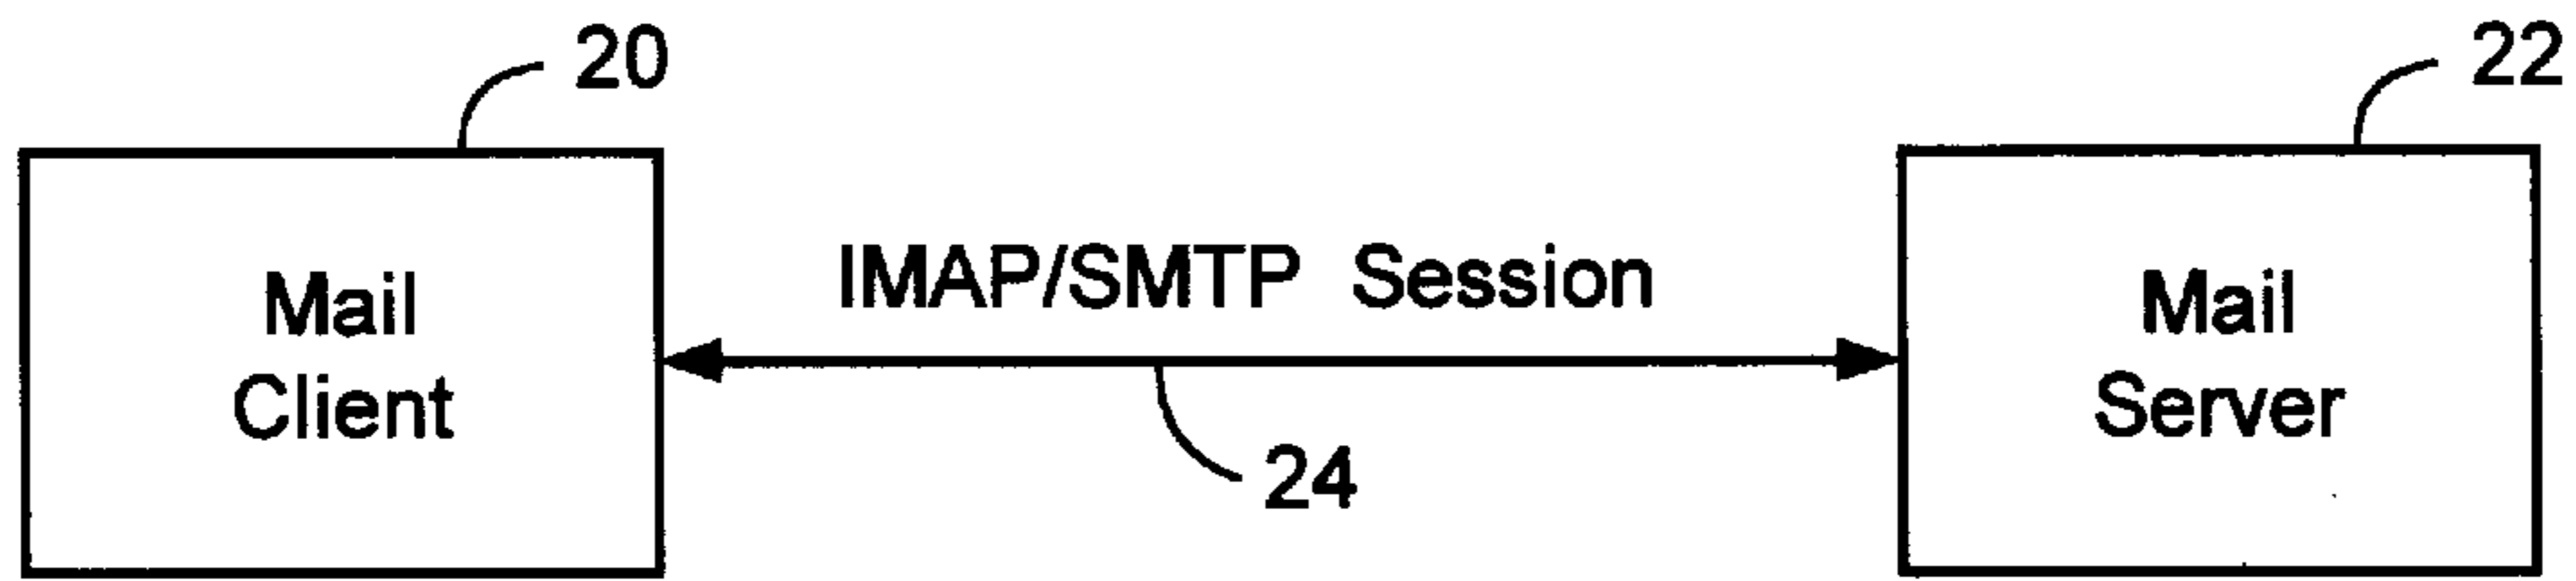 20
22
IMAP/SMTP Session
Mail
Client
Mail
Server
24